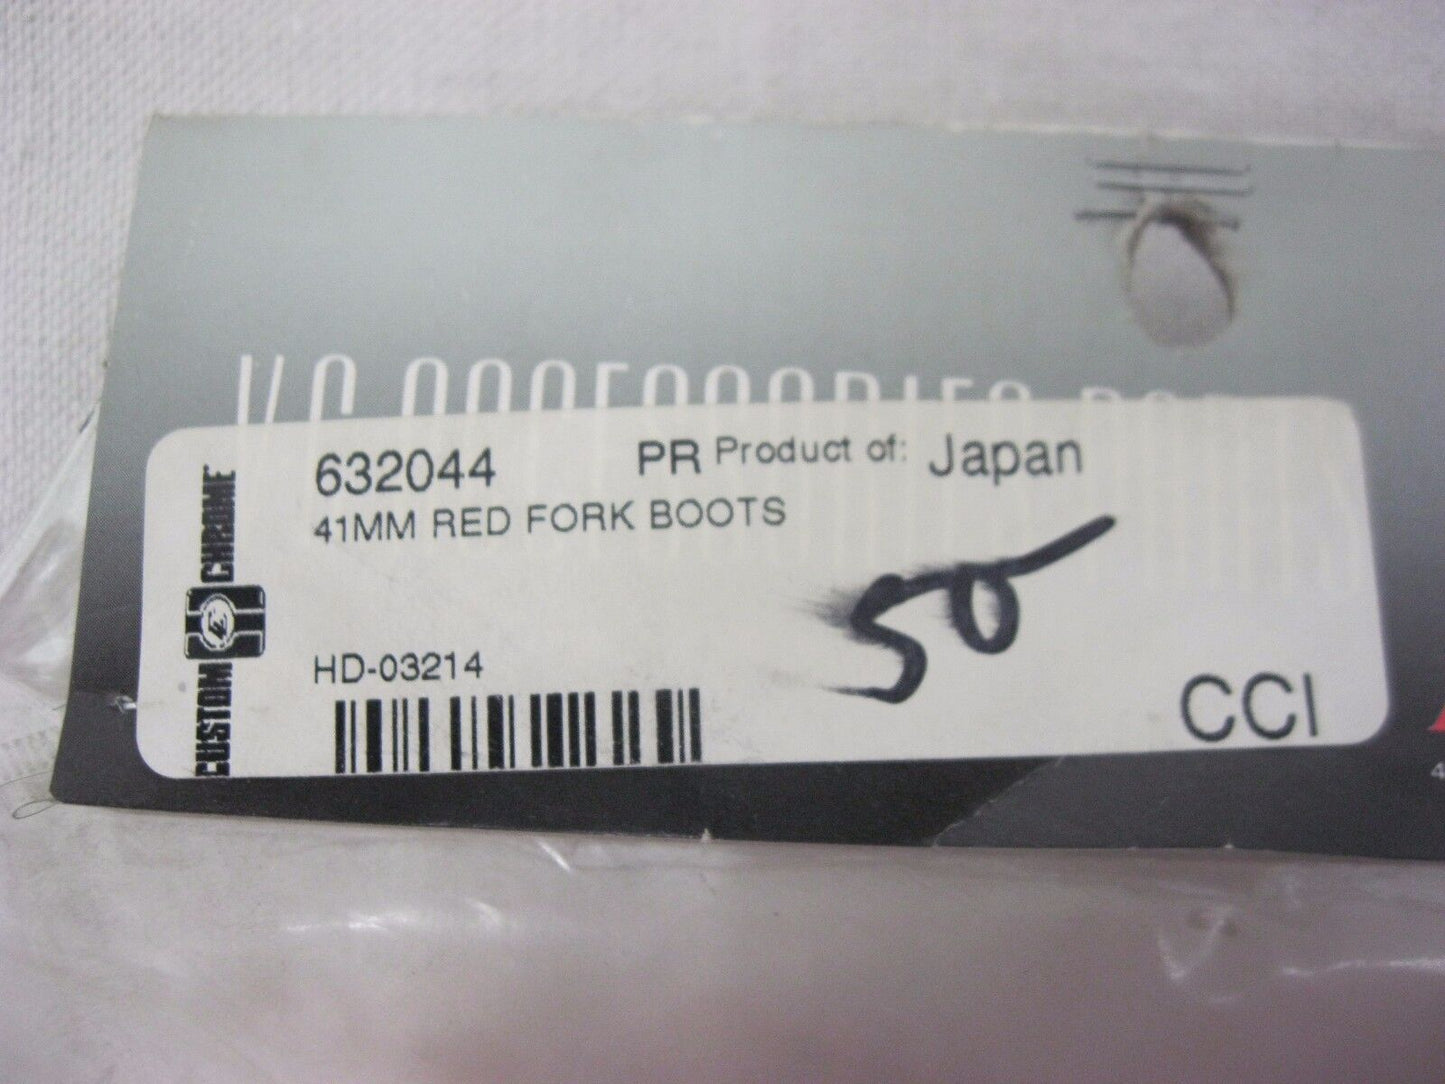 632044 PR Product of: Japan
41MM RED FORK BOOTS
50
HD-03214
CCI
CUSTOM CHROME